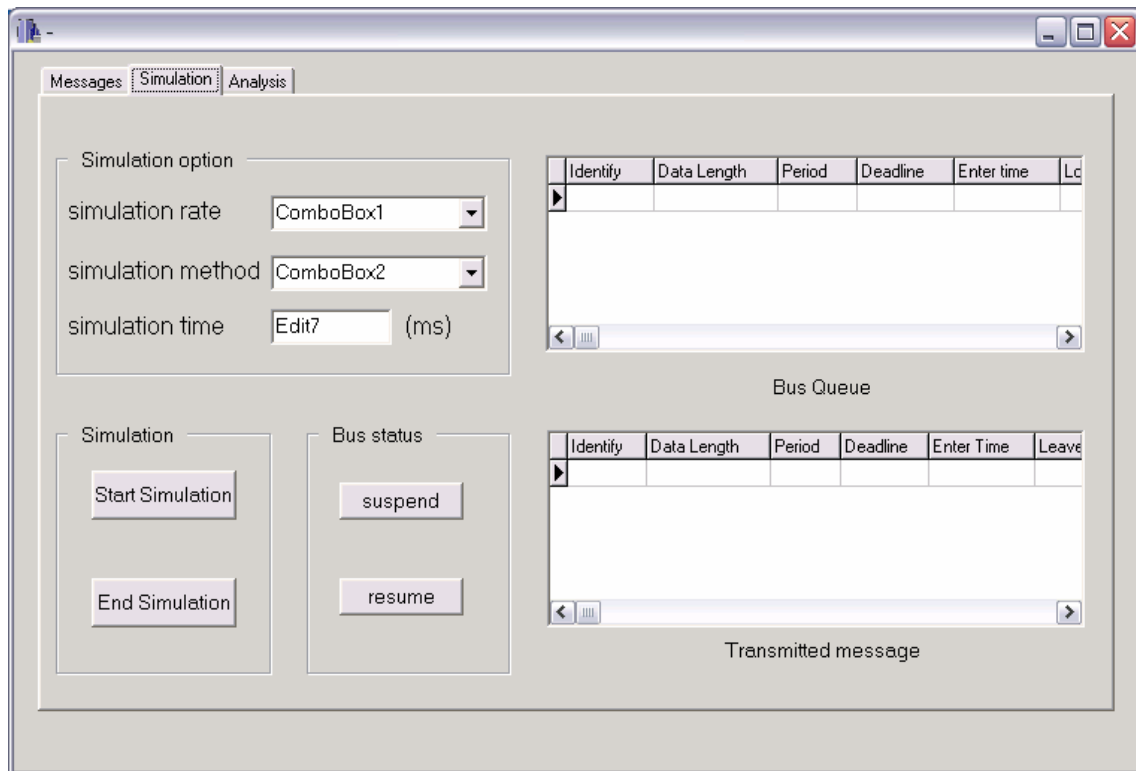 -
Messages Simulation Analysis
Simulation option
simulation rate ComboBox1
simulation method ComboBox2
simulation time Edit7 (ms)
Identify Data Length Period Deadline Enter time Lo
Bus Queue
Simulation
Start Simulation
End Simulation
Bus status
suspend
resume
Identify Data Length Period Deadline Enter Time Leave
Transmitted message